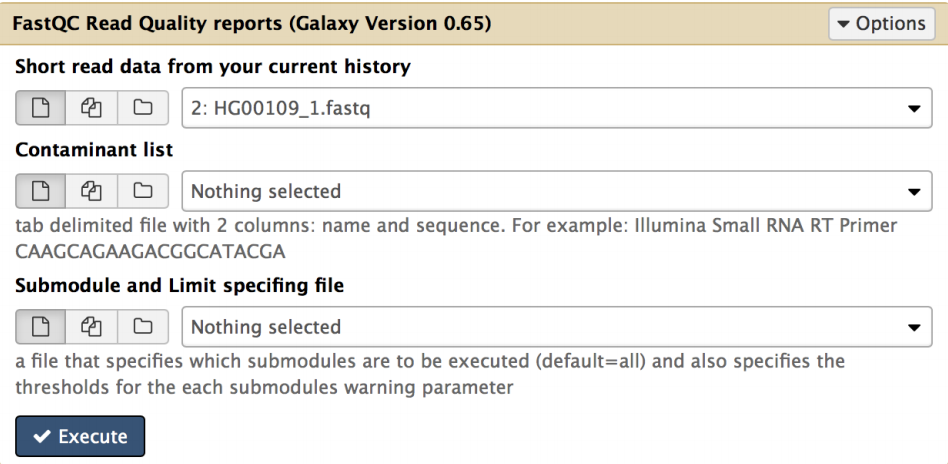 FastQC Read Quality reports (Galaxy Version 0.65)
Options
Short read data from your current history
2: HG00109_1.fastq
Contaminant list
Nothing selected
tab delimited file with 2 columns: name and sequence. For example: Illumina Small RNA RT Primer
CAAGCAGAAGACGGCATACGA
Submodule and Limit specifing file
Nothing selected
a file that specifies which submodules are to be executed (default=all) and also specifies the
thresholds for the each submodules warning parameter
Execute